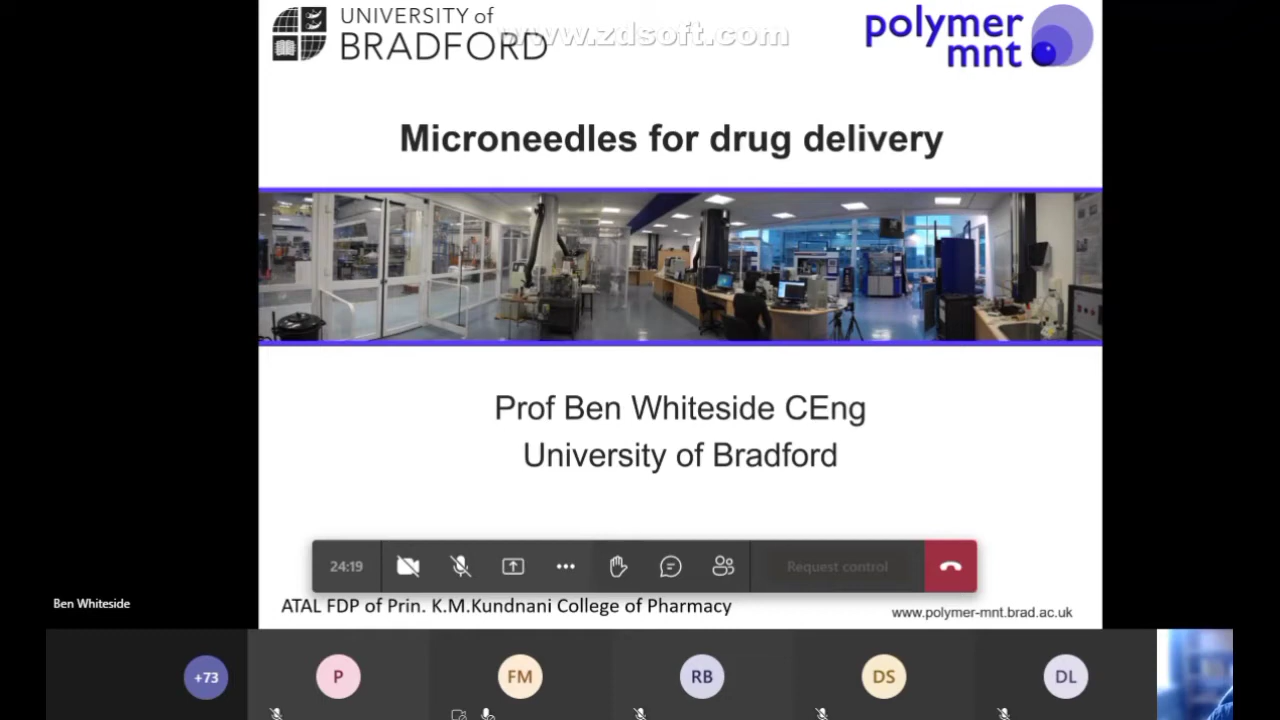 UNIVERSITY of
BRADFORD
www.zdsoft.com
polymer
mnt
Microneedles for drug delivery
Prof Ben Whiteside CEng
University of Bradford
24:19
Request control
Ben Whiteside
ATAL FDP of Prin. K.M.Kundnani College of Pharmacy
www.polymer-mnt.brad.ac.uk
+73
P
FM
RB
DS
DL